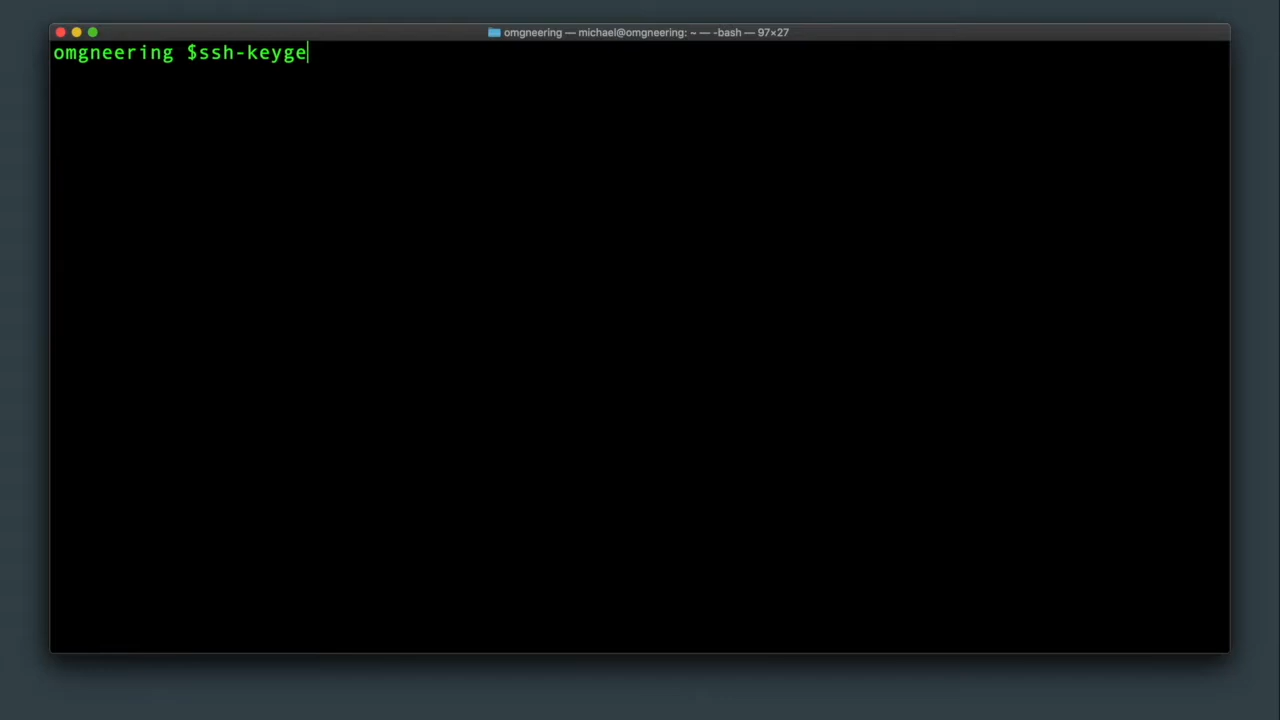 omgneering — michael@omgneering: ~ — -bash — 97×27
omgneering $ssh-keyge